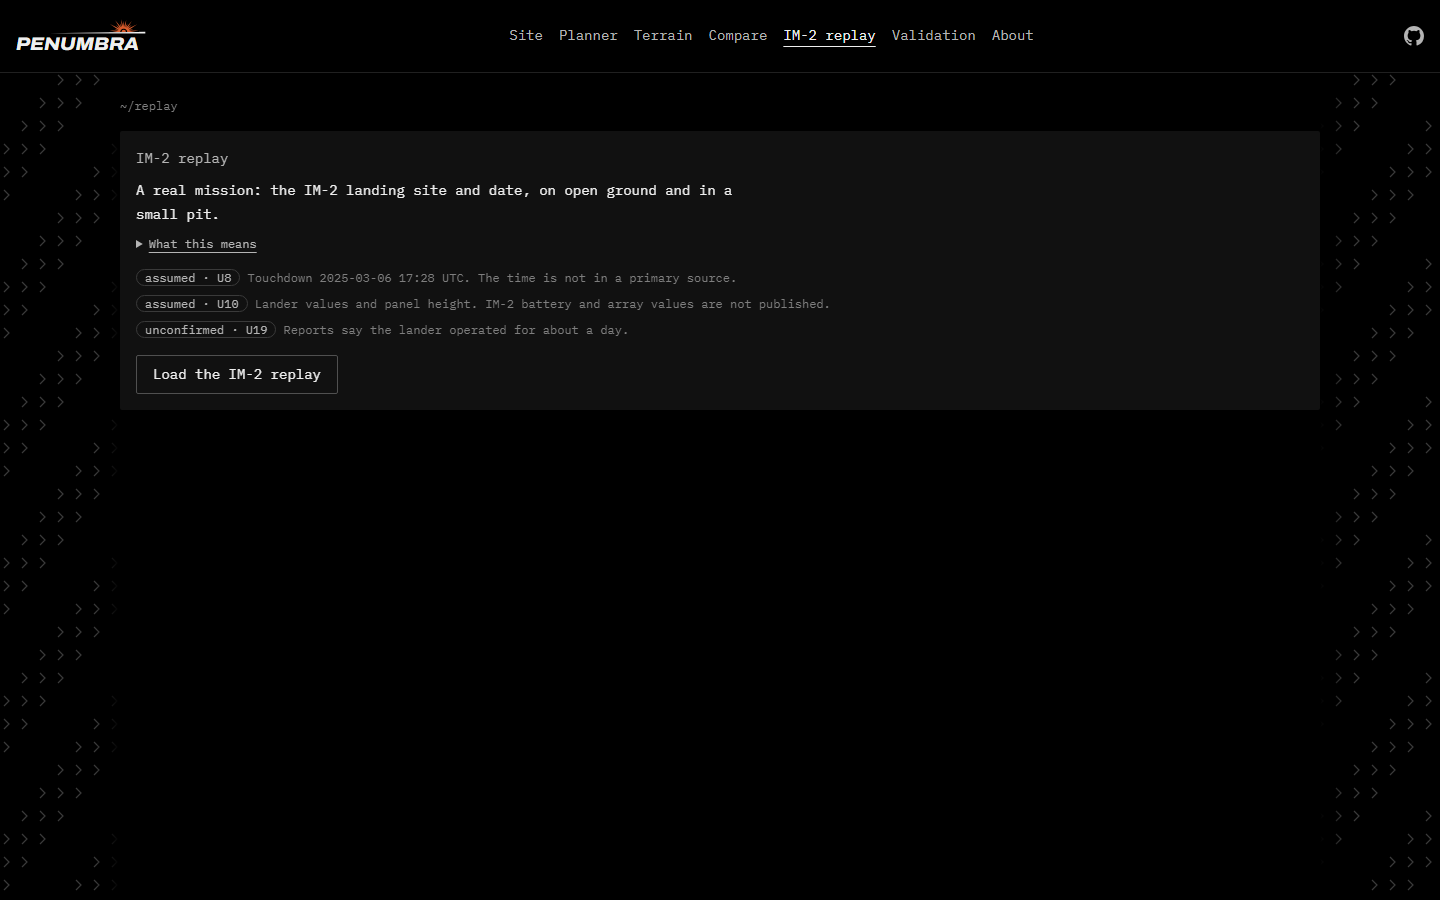 PENUMBRA
Site Planner Terrain Compare IM-2 replay Validation About
~/replay
IM-2 replay
A real mission: the IM-2 landing site and date, on open ground and in a
small pit.
What this means
assumed · U8 Touchdown 2025-03-06 17:28 UTC. The time is not in a primary source.
assumed · U10 Lander values and panel height. IM-2 battery and array values are not published.
unconfirmed · U19 Reports say the lander operated for about a day.
Load the IM-2 replay